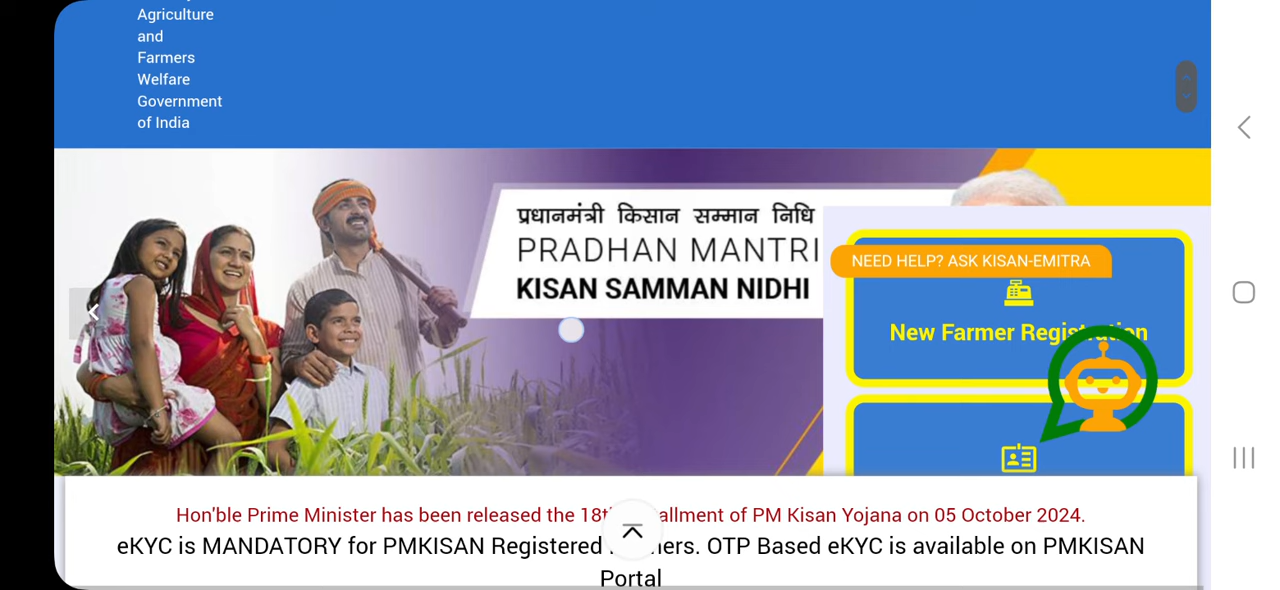 Agriculture
and
Farmers
Welfare
Government
of India
प्रधानमंत्री किसान सम्मान निधि
PRADHAN MANTRI
KISAN SAMMAN NIDHI
NEED HELP? ASK KISAN-EMITRA
New Farmer Registration
Hon'ble Prime Minister has been released the 18th of PM Kisan Yojana on 05 October 2024.
eKYC is MANDATORY for PMKISAN Registered OTP Based eKYC is available on PMKISAN
Portal